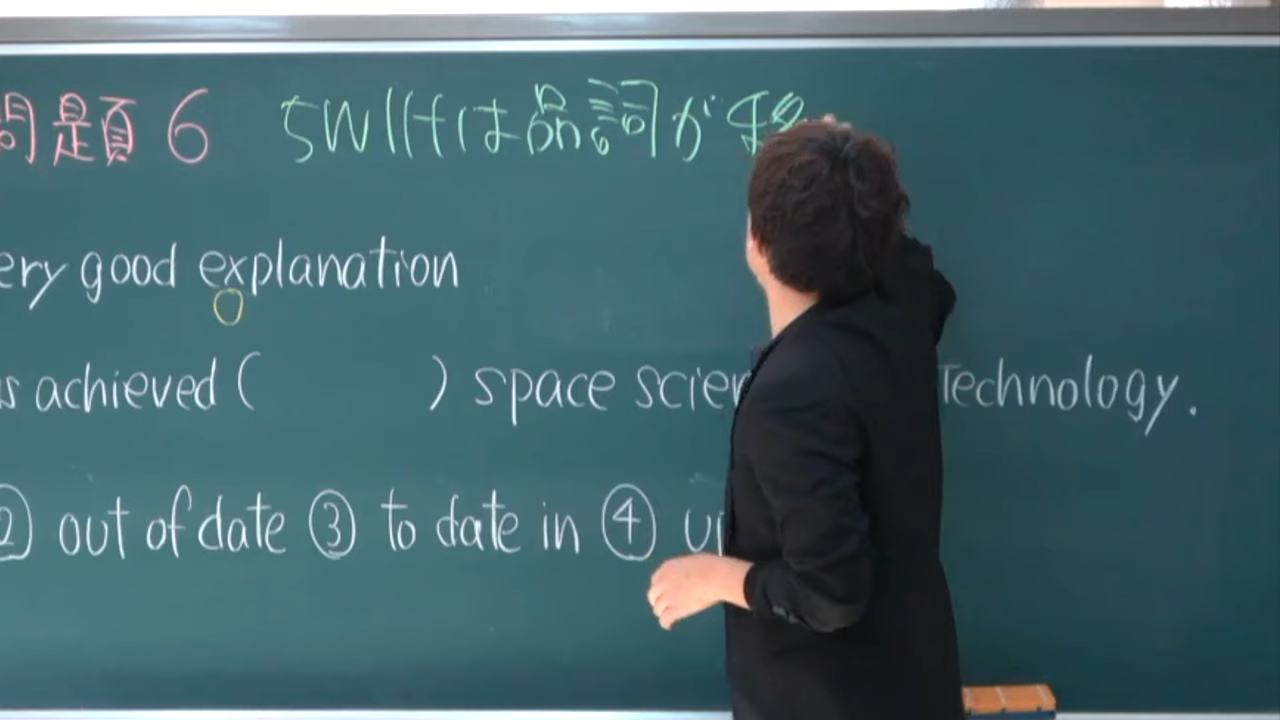 問題6 5W1Hは品詞が移
ery good explanation
s achieved ( ) space scien Technology.
② out of date ③ to date in ④ up